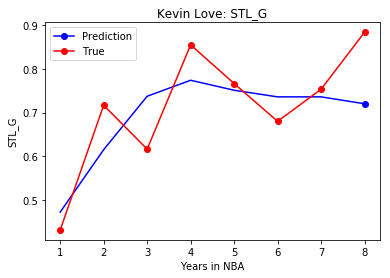 Kevin Love: STL_G
Prediction
True
0.9
0.8
0.7
0.6
0.5
STL_G
1 2 3 4 5 6 7 8
Years in NBA